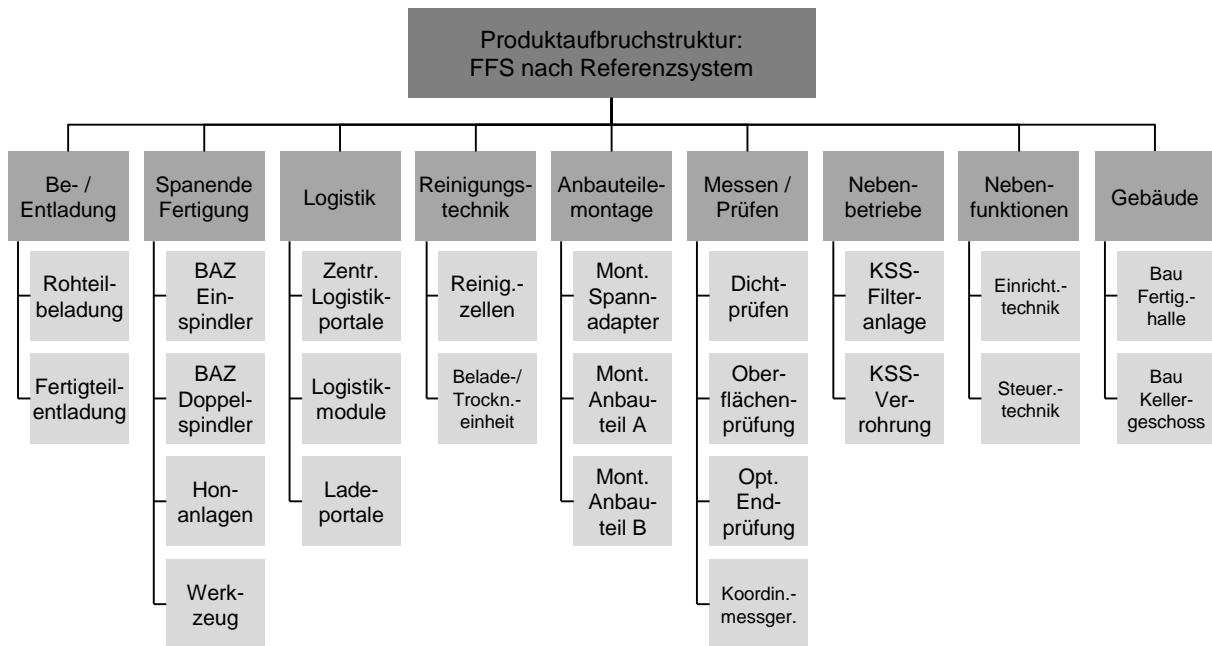 Produktaufbruchstruktur:
FFS nach Referenzsystem
Be- /
Entladung
Spanende
Fertigung
Logistik
Reinigungs-
technik
Anbauteile-
montage
Messen /
Prüfen
Neben-
betriebe
Neben-
funktionen
Gebäude
Rohteil-
beladung
Fertigteil-
entladung
BAZ
Ein-
spindler
BAZ
Doppel-
spindler
Hon-
anlagen
Werk-
zeug
Zentr.
Logistik-
portale
Logistik-
module
Lade-
portale
Reinig.-
zellen
Belade-/
Trockn.-
einheit
Mont.
Spann-
adapter
Mont.
Anbau-
teil A
Mont.
Anbau-
teil B
Dicht-
prüfen
Ober-
flächen-
prüfung
Opt.
End-
prüfung
Koordin.-
messger.
KSS-
Filter-
anlage
KSS-
Ver-
rohrung
Einricht.-
technik
Steuer.-
technik
Bau
Fertig.-
halle
Bau
Keller-
geschoss